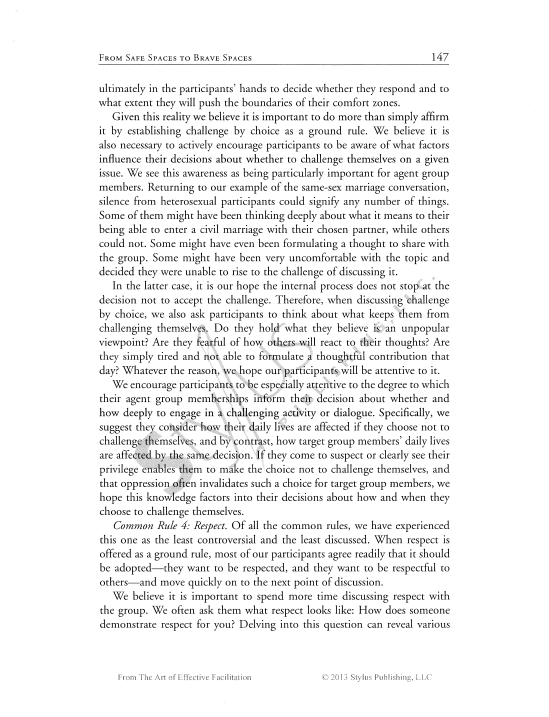 FROM SAFE SPACES TO BRAVE SPACES 147
ultimately in the participants' hands to decide whether they respond and to
what extent they will push the boundaries of their comfort zones.
Given this reality we believe it is important to do more than simply affirm
it by establishing challenge by choice as a ground rule. We believe it is
also necessary to actively encourage participants to be aware of what factors
influence their decisions about whether to challenge themselves on a given
issue. We see this awareness as being particularly important for agent group
members. Returning to our example of the same-sex marriage conversation,
silence from heterosexual participants could signify any number of things.
Some of them might have been thinking deeply about what it means to their
being able to enter a civil marriage with their chosen partner, while others
could not. Some might have even been formulating a thought to share with
the group. Some might have been very uncomfortable with the topic and
decided they were unable to rise to the challenge of discussing it.
In the latter case, it is our hope the internal process does not stop at the
decision not to accept the challenge. Therefore, when discussing challenge
by choice, we also ask participants to think about what keeps them from
challenging themselves. Do they hold what they believe is an unpopular
viewpoint? Are they fearful of how others will react to their thoughts? Are
they simply tired and not able to formulate a thoughtful contribution that
day? Whatever the reason, we hope our participants will be attentive to it.
We encourage participants to be especially attentive to the degree to which
their agent group memberships inform their decision about whether and
how deeply to engage in a challenging activity or dialogue. Specifically, we
suggest they consider how their daily lives are affected if they choose not to
challenge themselves, and by contrast, how target group members' daily lives
are affected by the same decision. If they come to suspect or clearly see their
privilege enables them to make the choice not to challenge themselves, and
that oppression often invalidates such a choice for target group members, we
hope this knowledge factors into their decisions about how and when they
choose to challenge themselves.
Common Rule 4: Respect. Of all the common rules, we have experienced
this one as the least controversial and the least discussed. When respect is
offered as a ground rule, most of our participants agree readily that it should
be adopted—they want to be respected, and they want to be respectful to
others—and move quickly on to the next point of discussion.
We believe it is important to spend more time discussing respect with
the group. We often ask them what respect looks like: How does someone
demonstrate respect for you? Delving into this question can reveal various
From The Art of Effective Facilitation © 2013 Stylus Publishing, LLC